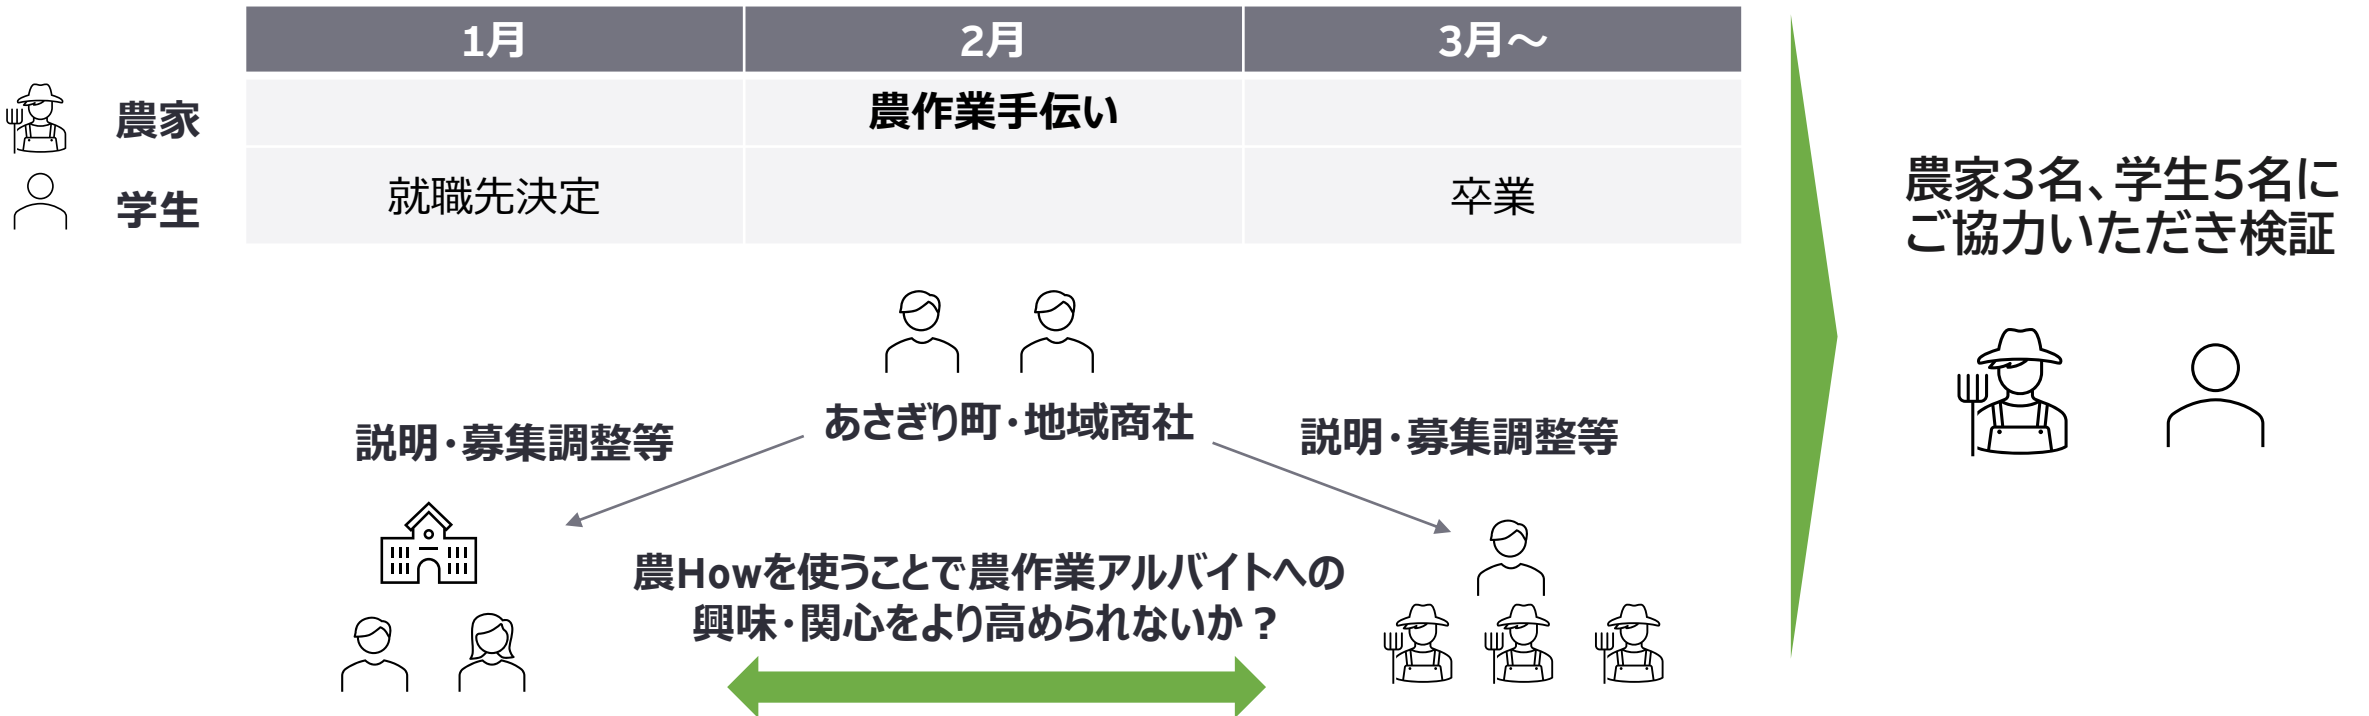 1月 2月 3月～
農家 農作業手伝い
学生 就職先決定 卒業
農家３名、学生５名に
ご協力いただき検証
あさぎり町・地域商社
説明・募集調整等
説明・募集調整等
農Howを使うことで農作業アルバイトへの
興味・関心をより高められないか？